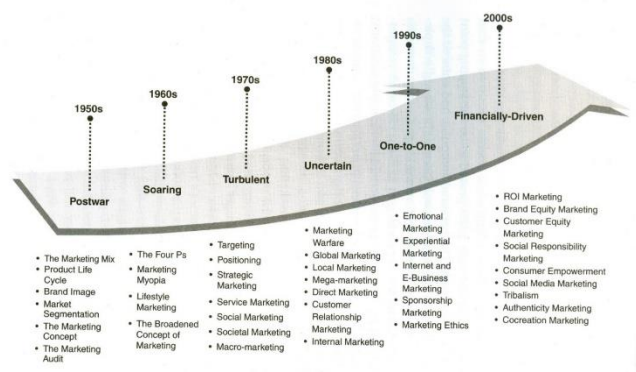 1950s
1960s
1970s
1980s
1990s
2000s
Postwar
Soaring
Turbulent
Uncertain
One-to-One
Financially-Driven
• The Marketing Mix
• Product Life
Cycle
• Brand Image
• Market
Segmentation
• The Marketing
Concept
• The Marketing
Audit
• The Four Ps
• Marketing
Myopia
• Lifestyle
Marketing
• The Broadened
Concept of
Marketing
• Targeting
• Positioning
• Strategic
Marketing
• Service Marketing
• Social Marketing
• Societal Marketing
• Macro-marketing
• Marketing
Warfare
• Global Marketing
• Local Marketing
• Mega-marketing
• Direct Marketing
• Customer
Relationship
Marketing
• Internal Marketing
• Emotional
Marketing
• Experiential
Marketing
• Internet and
E-Business
Marketing
• Sponsorship
Marketing
• Marketing Ethics
• ROI Marketing
• Brand Equity Marketing
• Customer Equity
Marketing
• Social Responsibility
Marketing
• Consumer Empowerment
• Social Media Marketing
• Tribalism
• Authenticity Marketing
• Cocreation Marketing